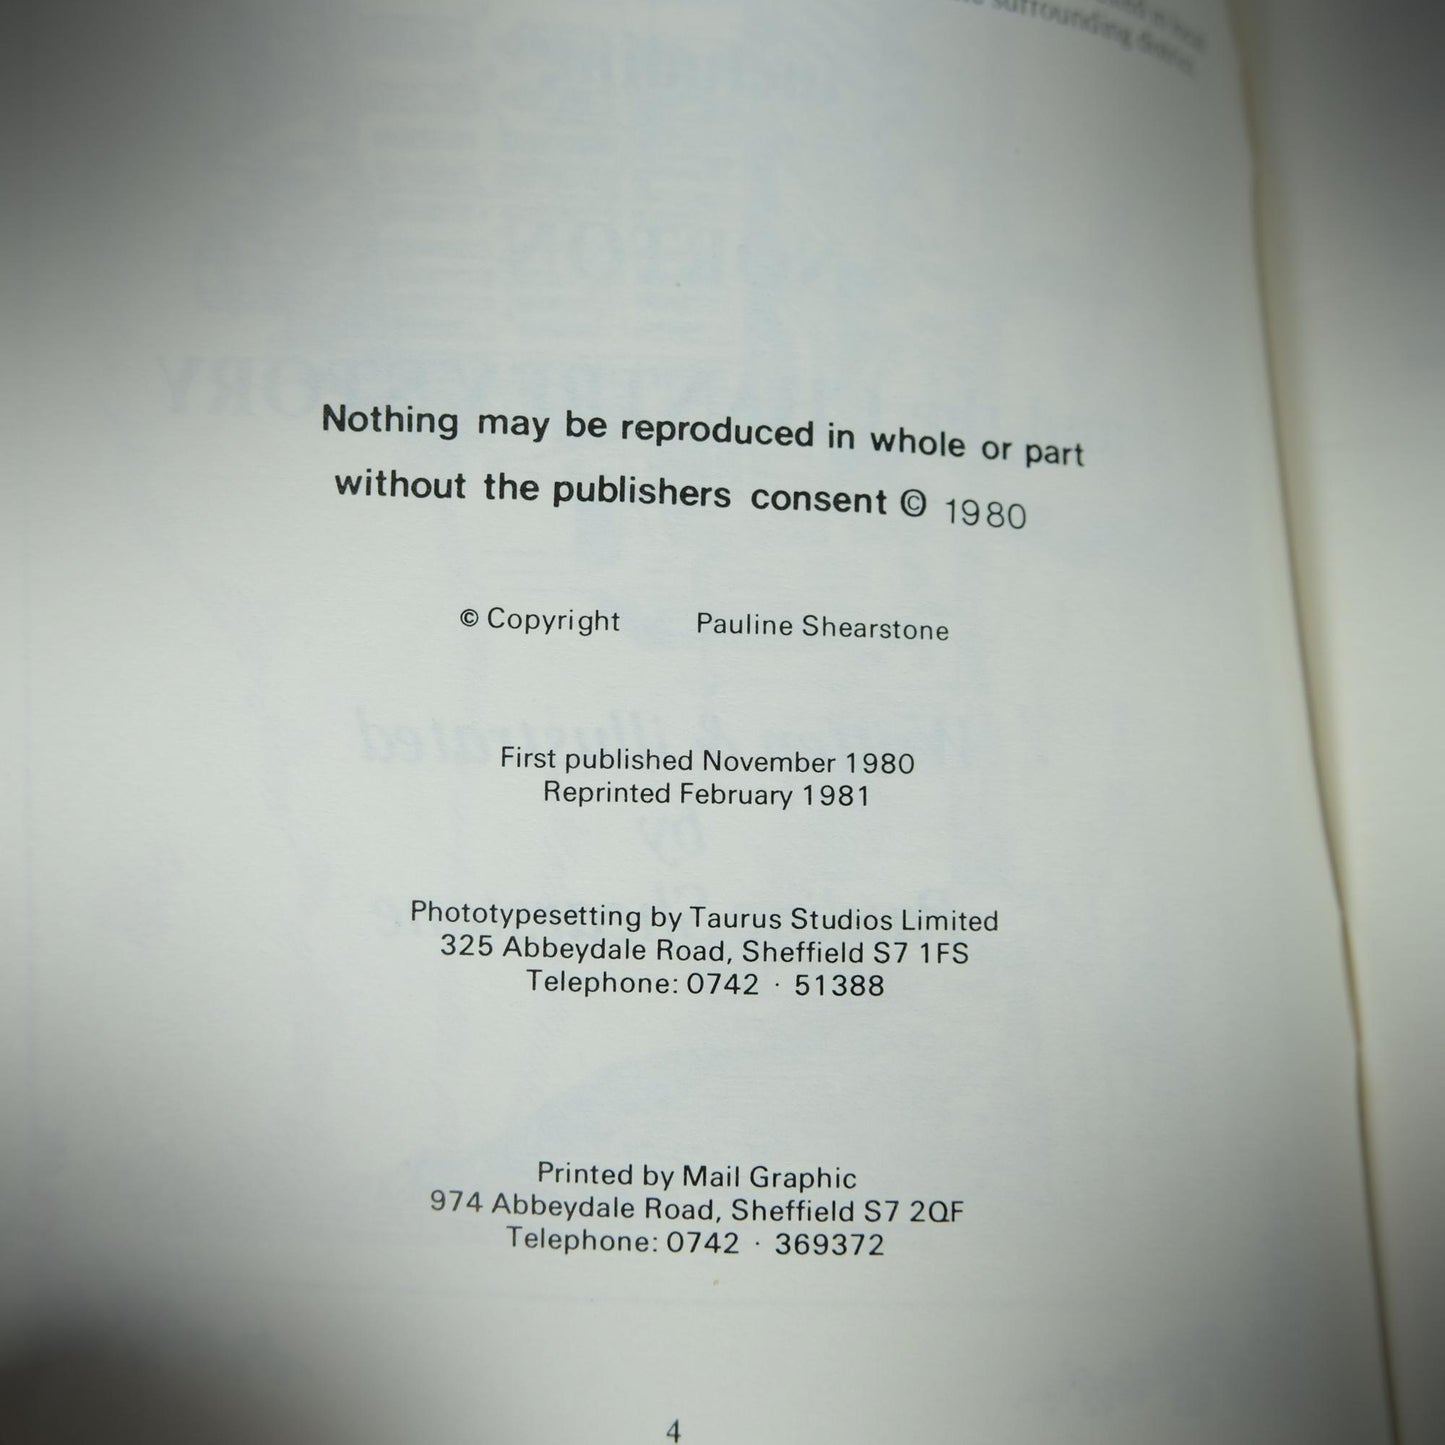 surrounding district.
Nothing may be reproduced in whole or part
without the publishers consent © 1980
© Copyright Pauline Shearstone
First published November 1980
Reprinted February 1981
Phototypesetting by Taurus Studios Limited
325 Abbeydale Road, Sheffield S7 1FS
Telephone: 0742 · 51388
Printed by Mail Graphic
974 Abbeydale Road, Sheffield S7 2QF
Telephone: 0742 · 369372
4